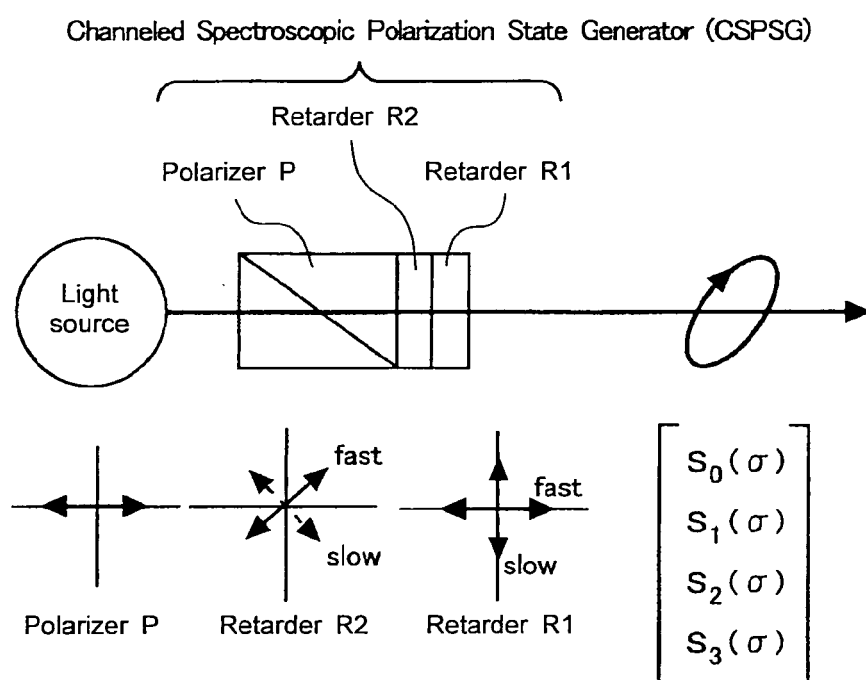 Channeled Spectroscopic Polarization State Generator (CSPSG)
Retarder R2
Polarizer P
Retarder R1
Light
source
fast
slow
fast
slow
Polarizer P
Retarder R2
Retarder R1
S0(σ)
S1(σ)
S2(σ)
S3(σ)